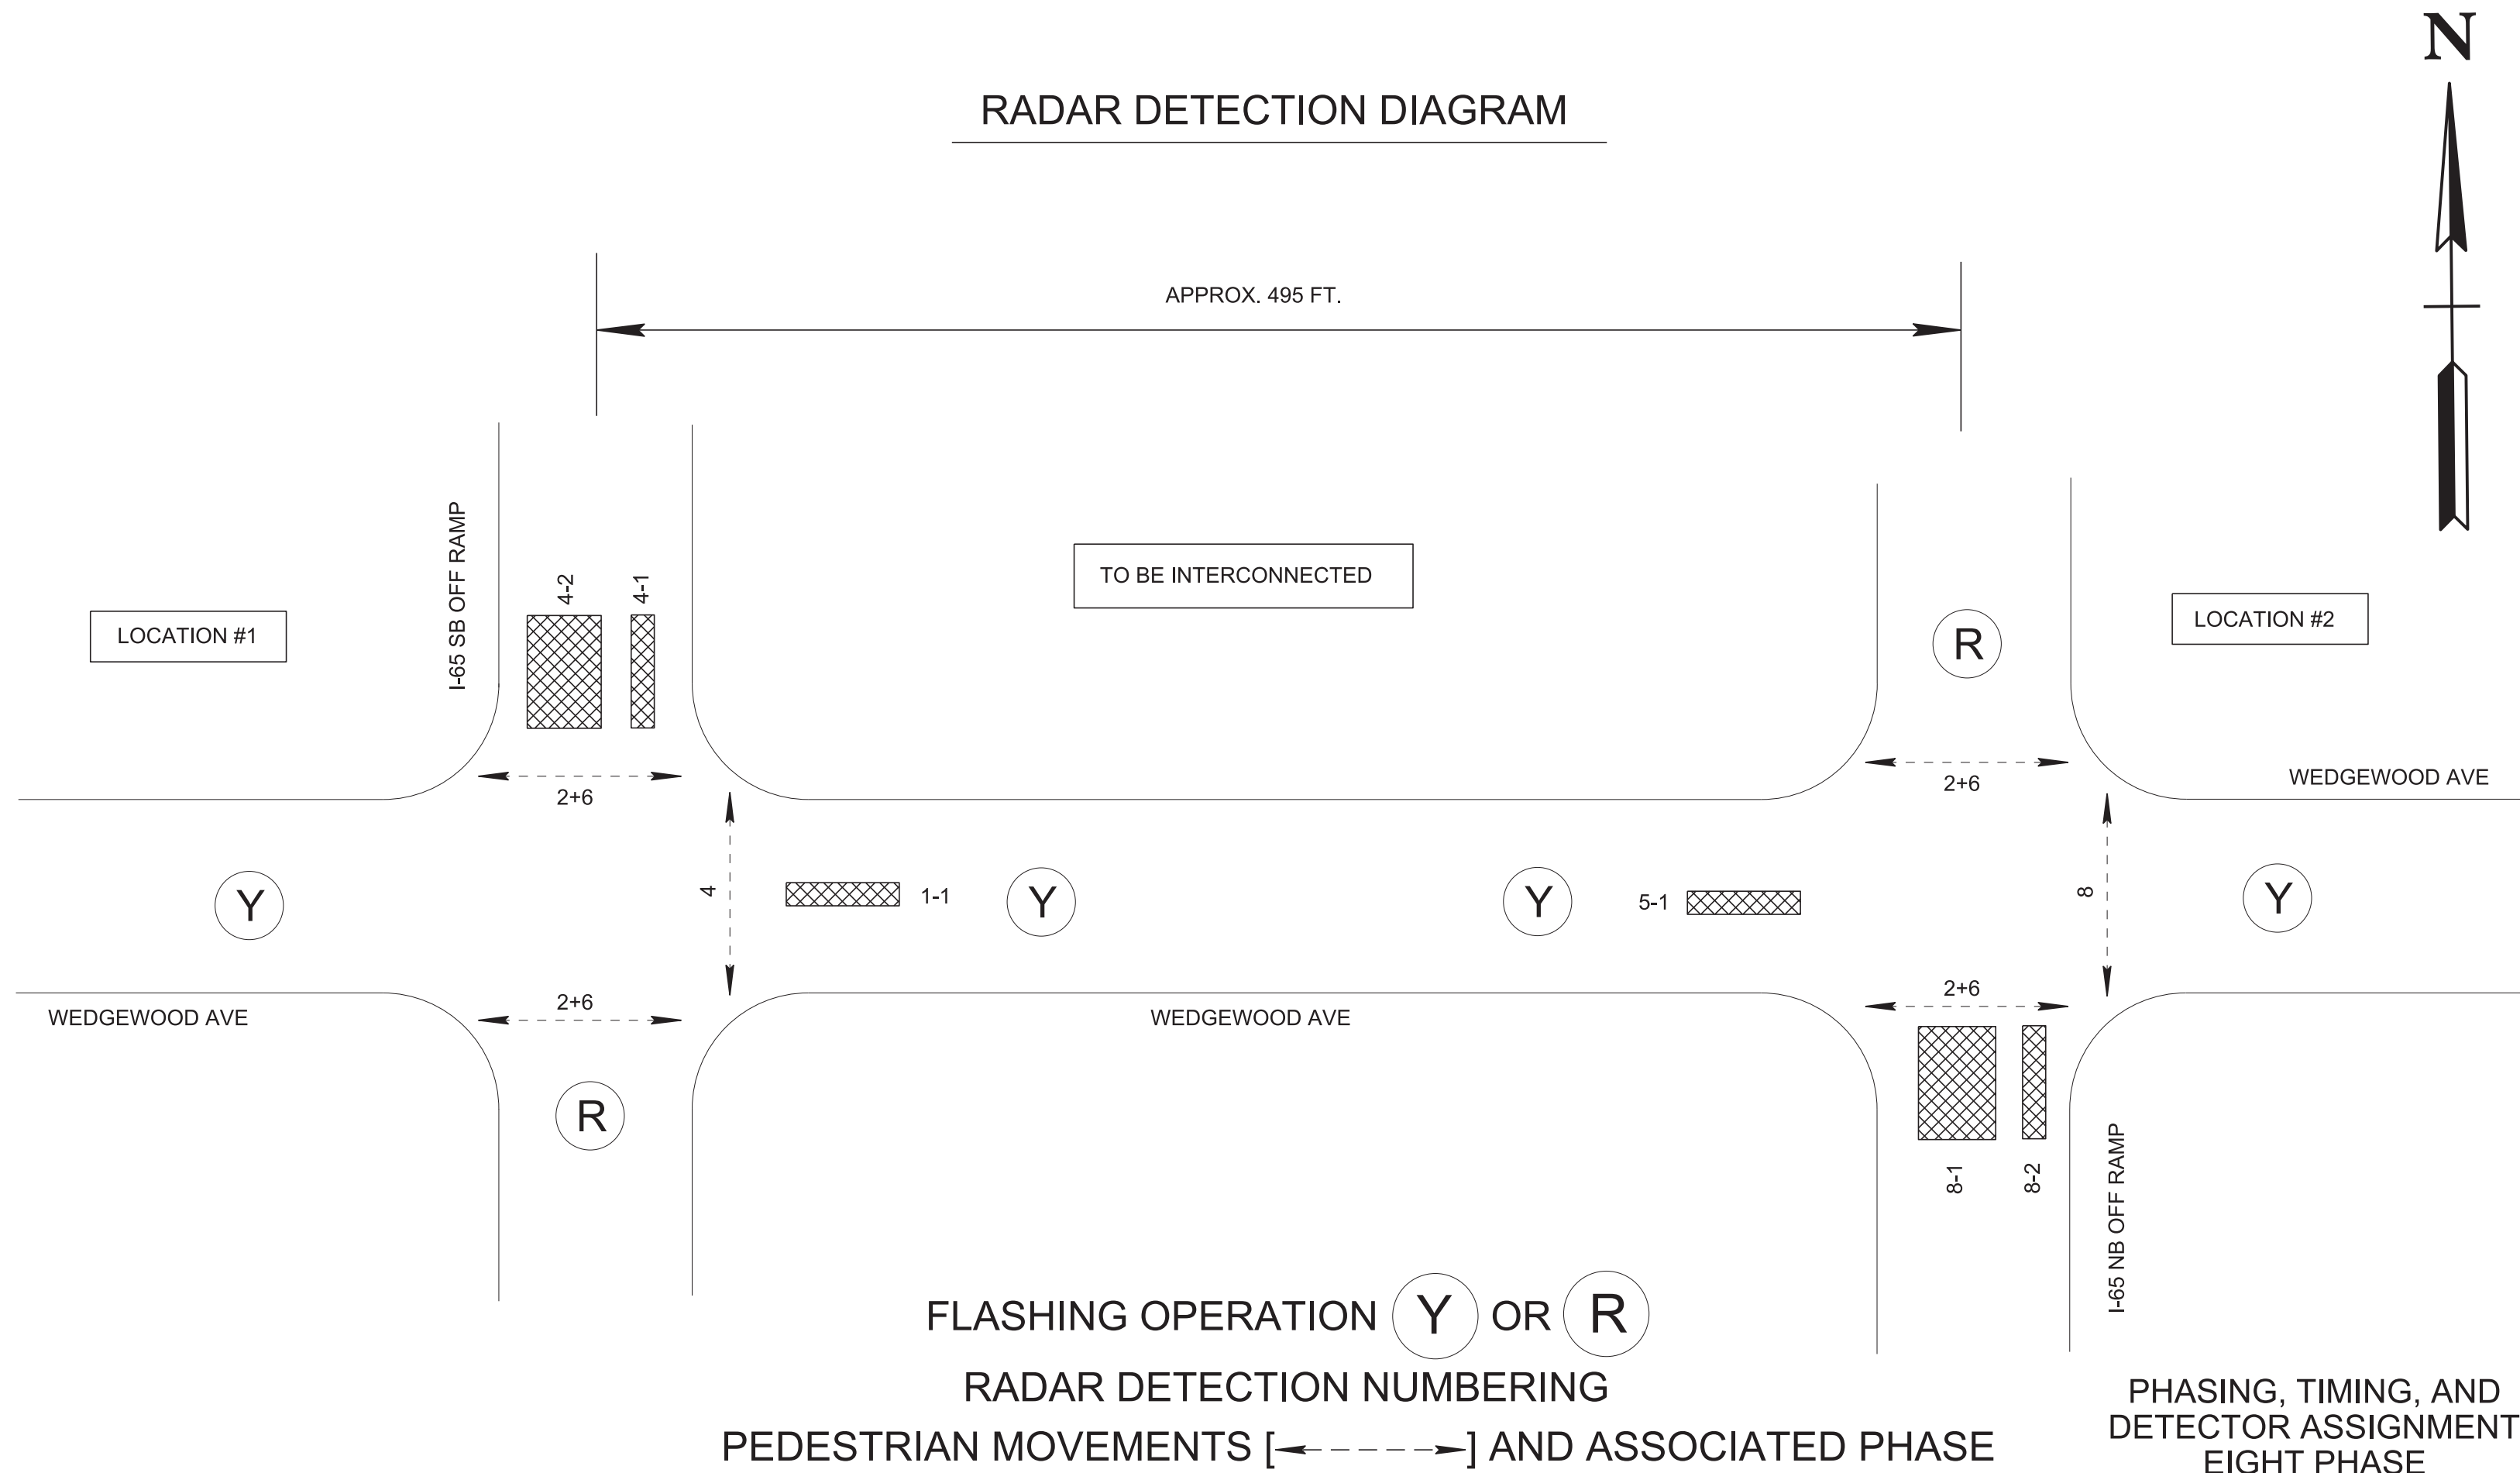 N
RADAR DETECTION DIAGRAM
APPROX. 495 FT.
I-65 SB OFF RAMP
4-2
4-1
TO BE INTERCONNECTED
LOCATION #1
LOCATION #2
R
2+6
2+6
WEDGEWOOD AVE
Y
4
1-1
Y
Y
5-1
8
Y
2+6
2+6
WEDGEWOOD AVE
WEDGEWOOD AVE
R
8-1
8-2
I-65 NB OFF RAMP
FLASHING OPERATION Y OR R
RADAR DETECTION NUMBERING
PEDESTRIAN MOVEMENTS [ ] AND ASSOCIATED PHASE
PHASING, TIMING, AND
DETECTOR ASSIGNMENT
EIGHT PHASE